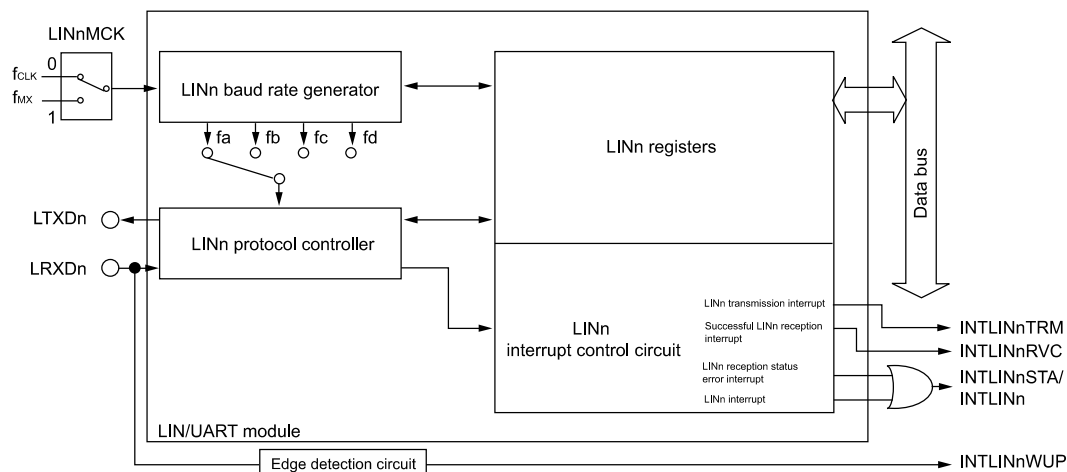 LINnMCK
0
fCLK
fMX
1
LINn baud rate generator
fa
fb
fc
fd
LINn registers
Data bus
LTXDn
LRXDn
LINn protocol controller
LINn
interrupt control circuit
LINn transmission interrupt
Successful LINn reception
interrupt
LINn reception status
error interrupt
LINn interrupt
INTLINnTRM
INTLINnRVC
INTLINnSTA/
INTLINn
LIN/UART module
Edge detection circuit
INTLINnWUP